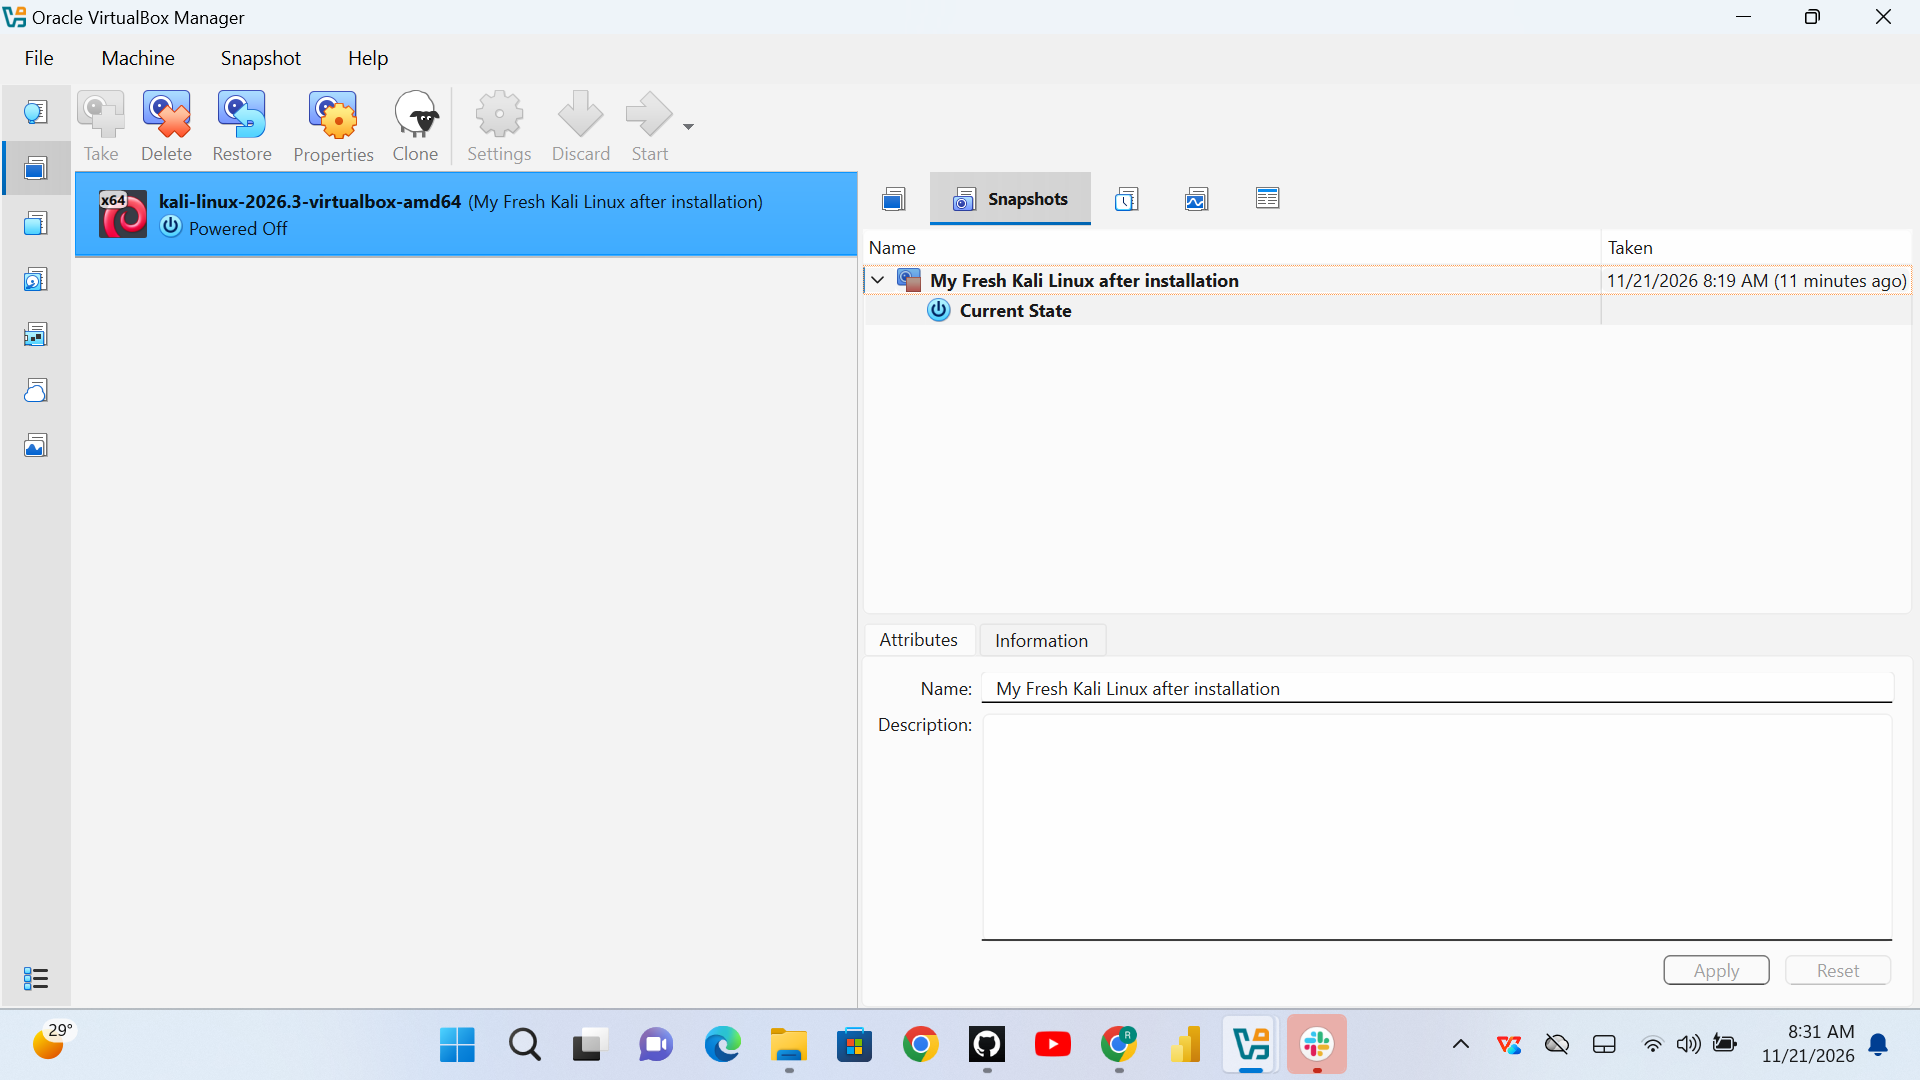 Oracle VirtualBox Manager
File Machine Snapshot Help
Take Delete Restore Properties Clone Settings Discard Start
x64 kali-linux-2026.3-virtualbox-amd64 (My Fresh Kali Linux after installation)
Powered Off
Snapshots
Name Taken
My Fresh Kali Linux after installation 11/21/2026 8:19 AM (11 minutes ago)
Current State
Attributes Information
Name: My Fresh Kali Linux after installation
Description:
Apply Reset
29°
R
8:31 AM
11/21/2026